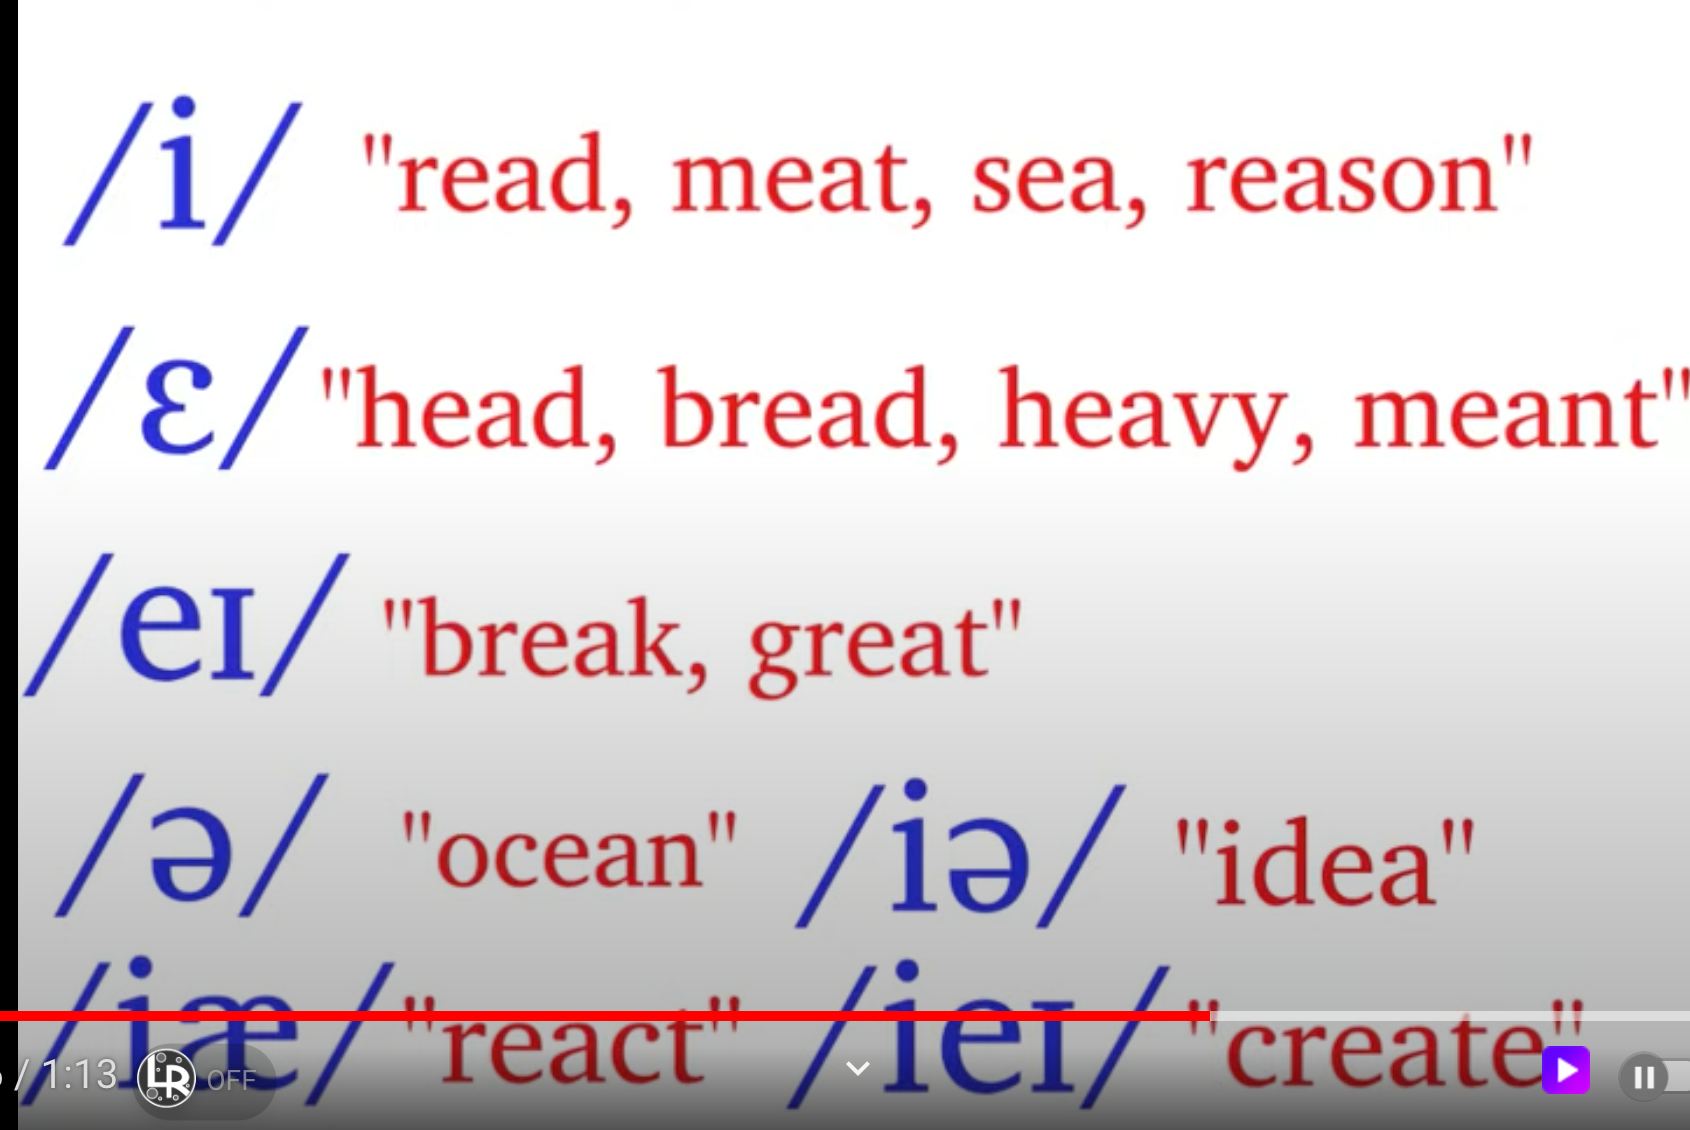 /i/ "read, meat, sea, reason"
/ɛ/ "head, bread, heavy, meant"
/eɪ/ "break, great"
/ə/ "ocean" /iə/ "idea"
/iæ/ "react" /ieɪ/ "create"
/ 1:13 LR OFF